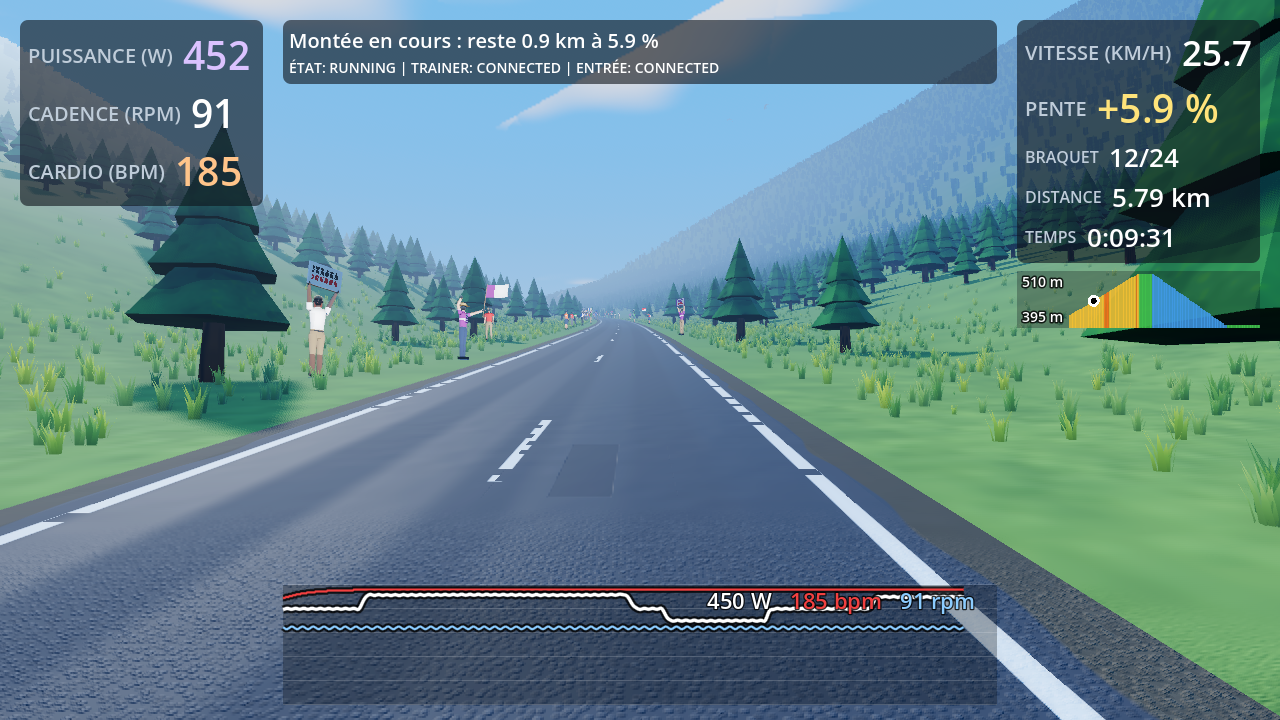 PUISSANCE (W) 452
CADENCE (RPM) 91
CARDIO (BPM) 185
Montée en cours : reste 0.9 km à 5.9 %
ÉTAT: RUNNING | TRAINER: CONNECTED | ENTRÉE: CONNECTED
VITESSE (KM/H) 25.7
PENTE +5.9 %
BRAQUET 12/24
DISTANCE 5.79 km
TEMPS 0:09:31
510 m
395 m
450 W 185 bpm 91 rpm